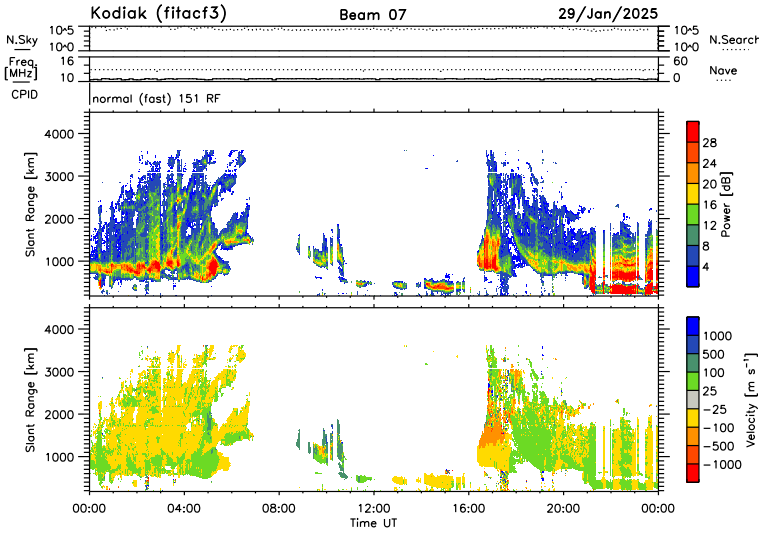 Kodiak (fitacf3) Beam 07 29/Jan/2025
N.Sky 10^5 10^0 10^5 10^0 N.Search
Freq. [MHz] 16 10 60 0 Nave
CPID normal (fast) 151 RF
Slant Range [km] 4000 3000 2000 1000
28 24 20 16 12 8 4 Power [dB]
Slant Range [km] 4000 3000 2000 1000
1000 500 100 25 −25 −100 −500 −1000 Velocity [m s⁻¹]
00:00 04:00 08:00 12:00 16:00 20:00 00:00
Time UT